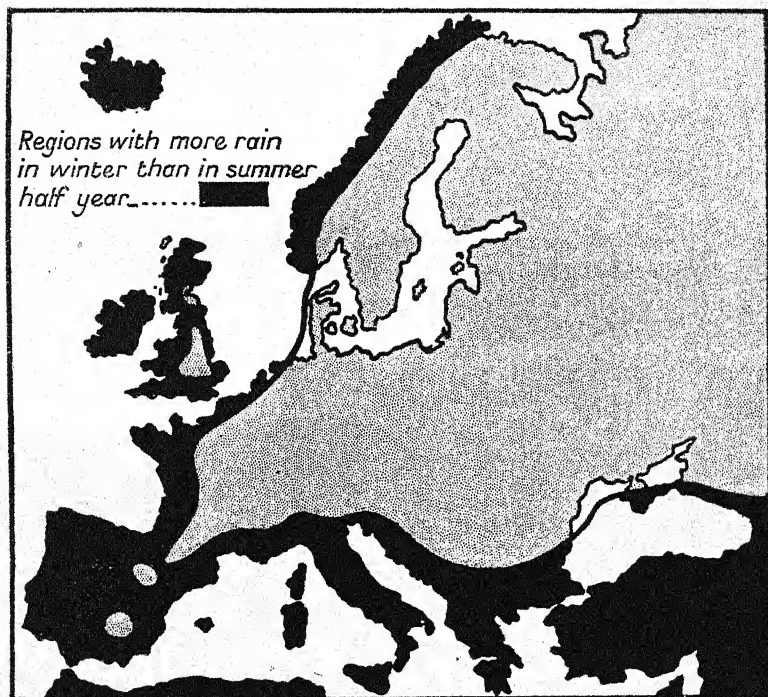 Regions with more rain
in winter than in summer
half year.......